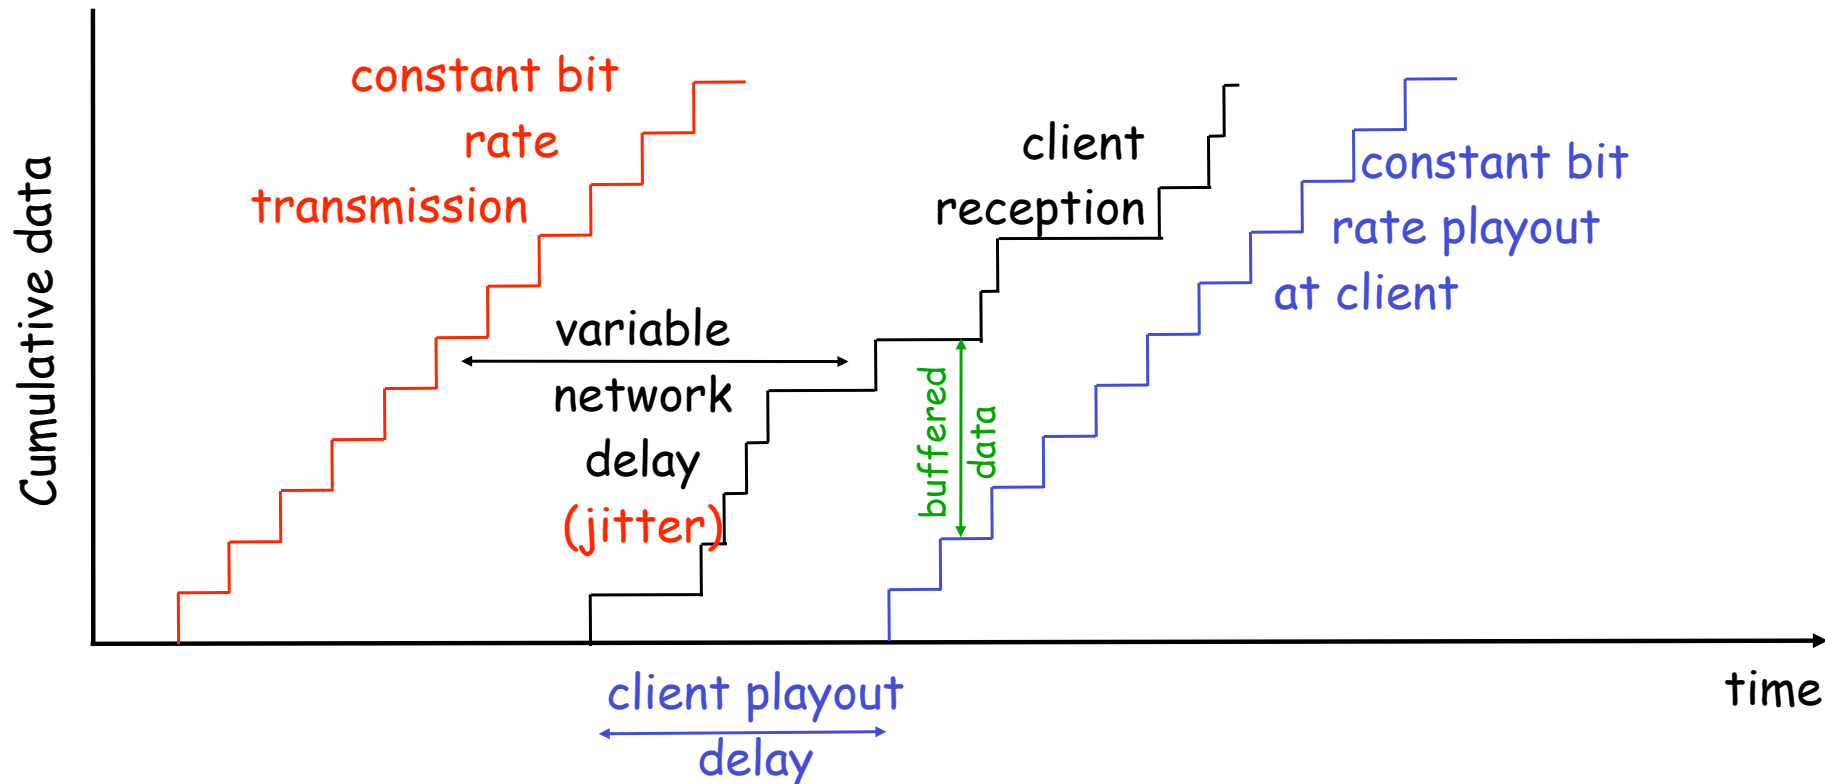 constant bit
rate
transmission
client
reception
constant bit
rate playout
at client
variable
network
delay
(jitter)
buffered
data
Cumulative data
client playout
delay
time